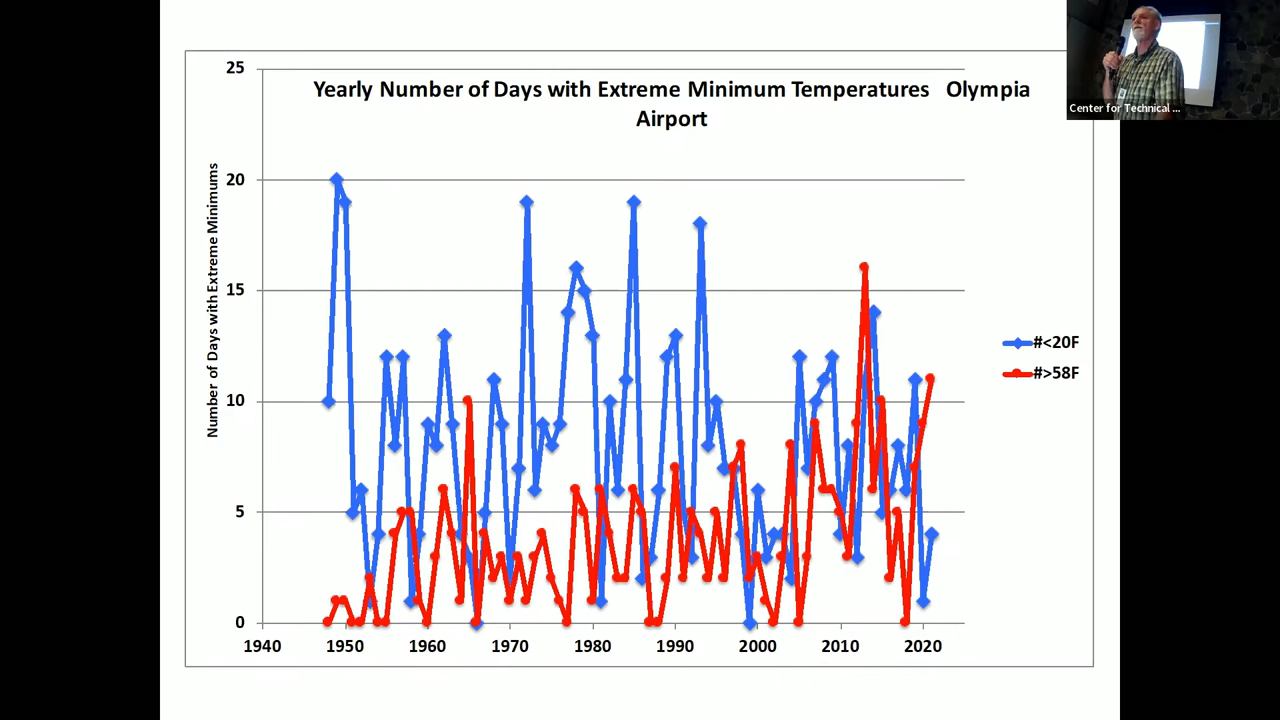 Yearly Number of Days with Extreme Minimum Temperatures Olympia
Airport
Center for Technical ...
Number of Days with Extreme Minimums
25
20
15
10
5
0
1940 1950 1960 1970 1980 1990 2000 2010 2020
#<20F
#>58F